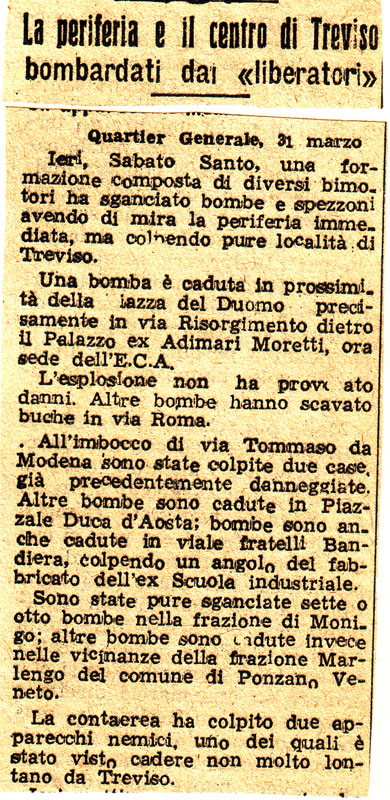 La periferia e il centro di Treviso
bombardati dai «liberatori»
Quartier Generale, 31 marzo
Ieri, Sabato Santo, una for-
mazione composta di diversi bimo-
tori ha sganciato bombe e spezzoni
avendo di mira la periferia imme-
diata, ma colpendo pure località di
Treviso.
Una bomba è caduta in prossimi-
tà della iazza del Duomo preci-
samente in via Risorgimento dietro
il Palazzo ex Adimari Moretti, ora
sede dell'E.C.A.
L'esplosione non ha prov ato
danni. Altre bombe hanno scavato
buche in via Roma.
. All'imbocco di via Tommaso da
Modena sono state colpite due case,
già precedentemente danneggiate.
Altre bombe sono cadute in Piaz-
zale Duca d'Aosta; bombe sono an-
che cadute in viale fratelli Ban-
diera, colpendo un angolo del fab-
bricato dell'ex Scuola industriale.
Sono state pure sganciate sette o
otto bombe nella frazione di Moni-
go; altre bombe sono cadute invece
nelle vicinanze della frazione Mar-
lengo del comune di Ponzano Ve-
neto.
La contaerea ha colpito due ap-
parecchi nemici, uno dei quali è
stato visto cadere non molto lon-
tano da Treviso.